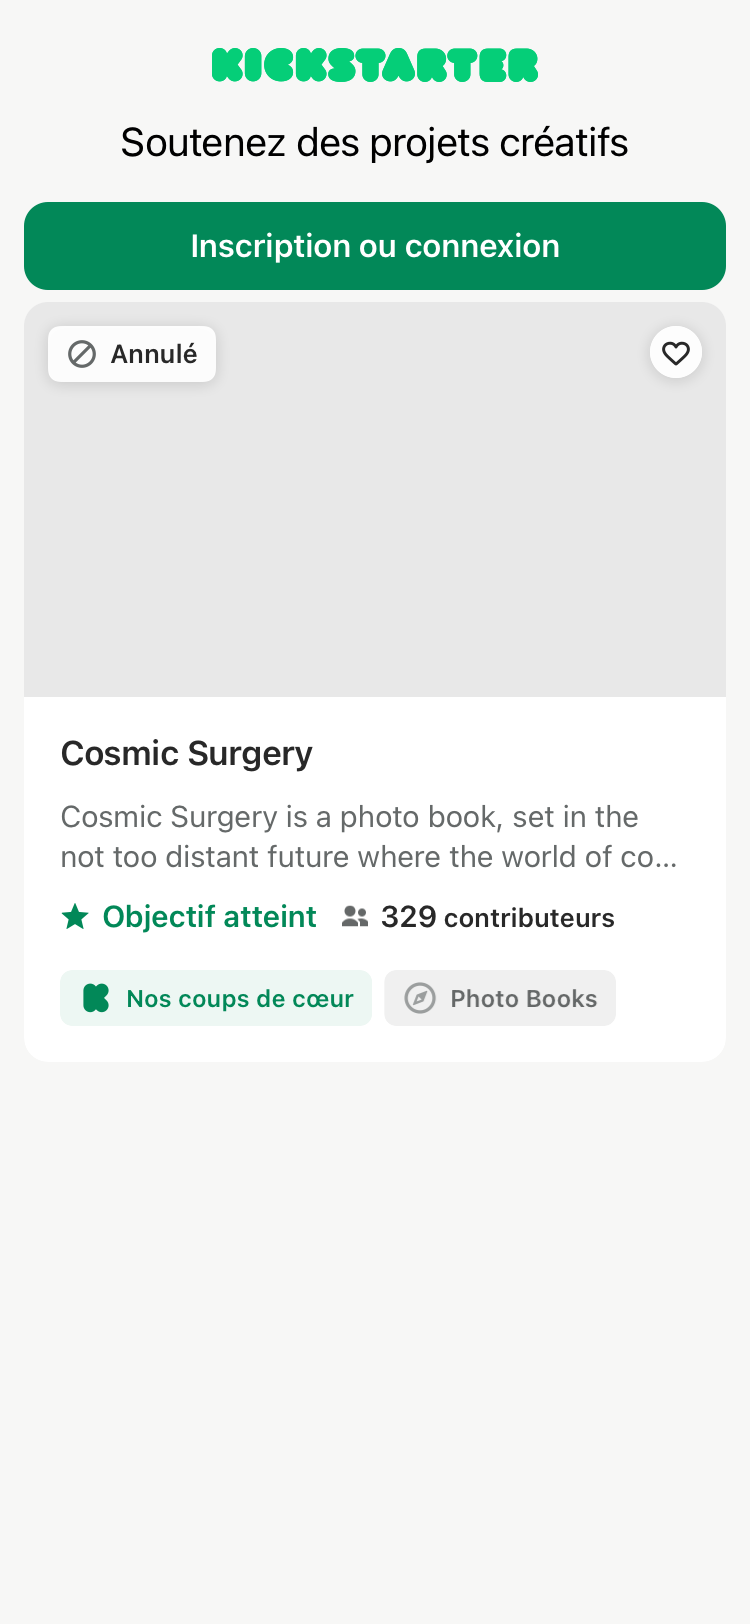 KICKSTARTER
Soutenez des projets créatifs
Inscription ou connexion
Annulé
Cosmic Surgery
Cosmic Surgery is a photo book, set in the
not too distant future where the world of co...
Objectif atteint 329 contributeurs
Nos coups de cœur Photo Books